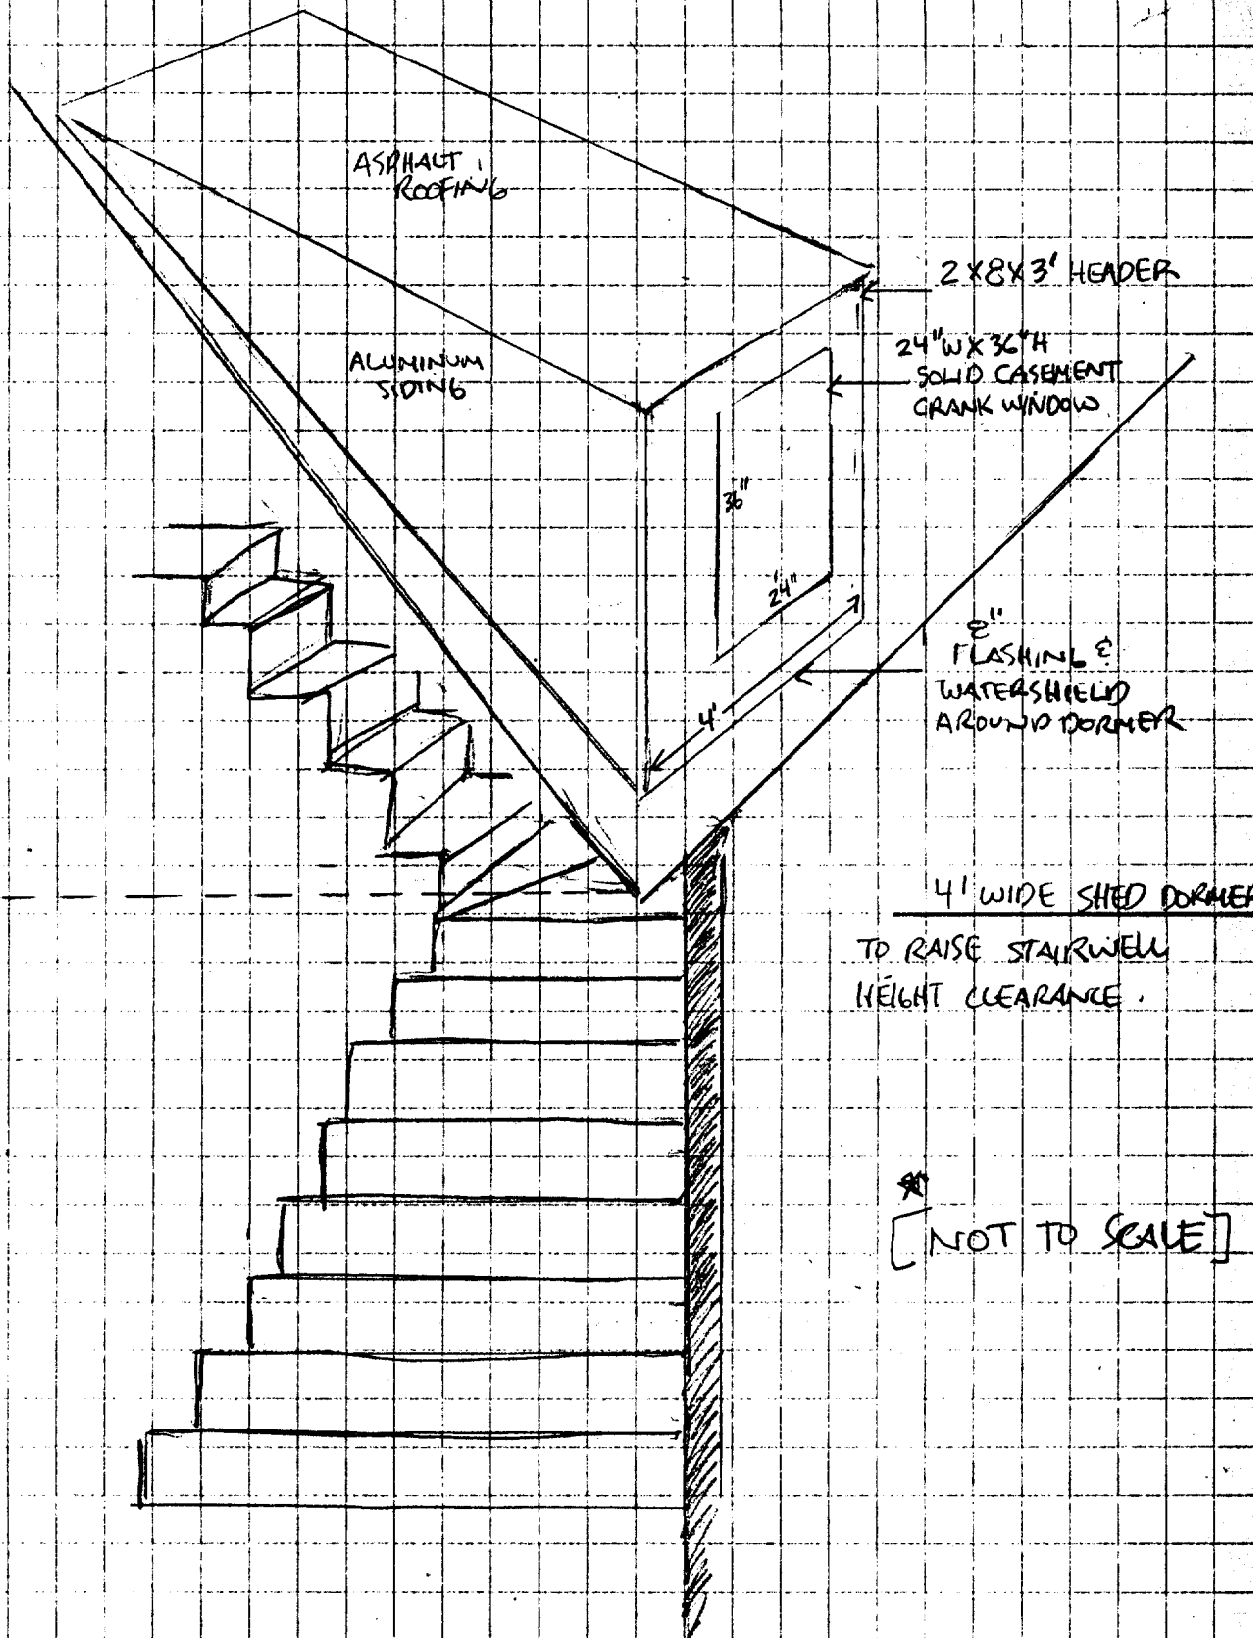 ASPHALT
ROOFING
2X8X3' HEADER
24"W X 36"H
SOLID CASEMENT
CRANK WINDOW
ALUMINUM
SIDING
36"
24"
4'
8"
FLASHING &
WATERSHIELD
AROUND DORMER
4' WIDE SHED DORMER
TO RAISE STAIRWELL
HEIGHT CLEARANCE.
*
[NOT TO SCALE]